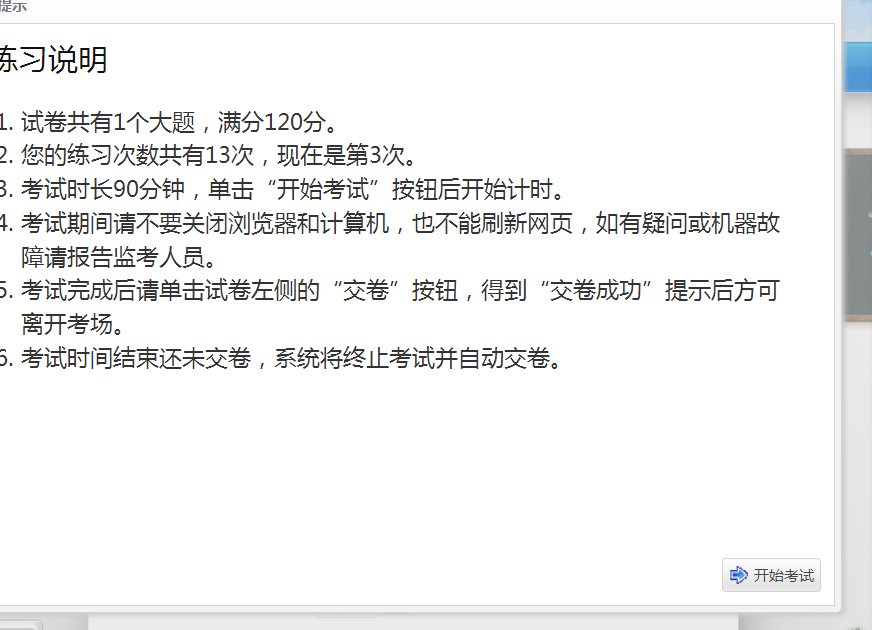 提示
练习说明
1. 试卷共有1个大题，满分120分。
2. 您的练习次数共有13次，现在是第3次。
3. 考试时长90分钟，单击“开始考试”按钮后开始计时。
4. 考试期间请不要关闭浏览器和计算机，也不能刷新网页，如有疑问或机器故
障请报告监考人员。
5. 考试完成后请单击试卷左侧的“交卷”按钮，得到“交卷成功”提示后方可
离开考场。
6. 考试时间结束还未交卷，系统将终止考试并自动交卷。
开始考试